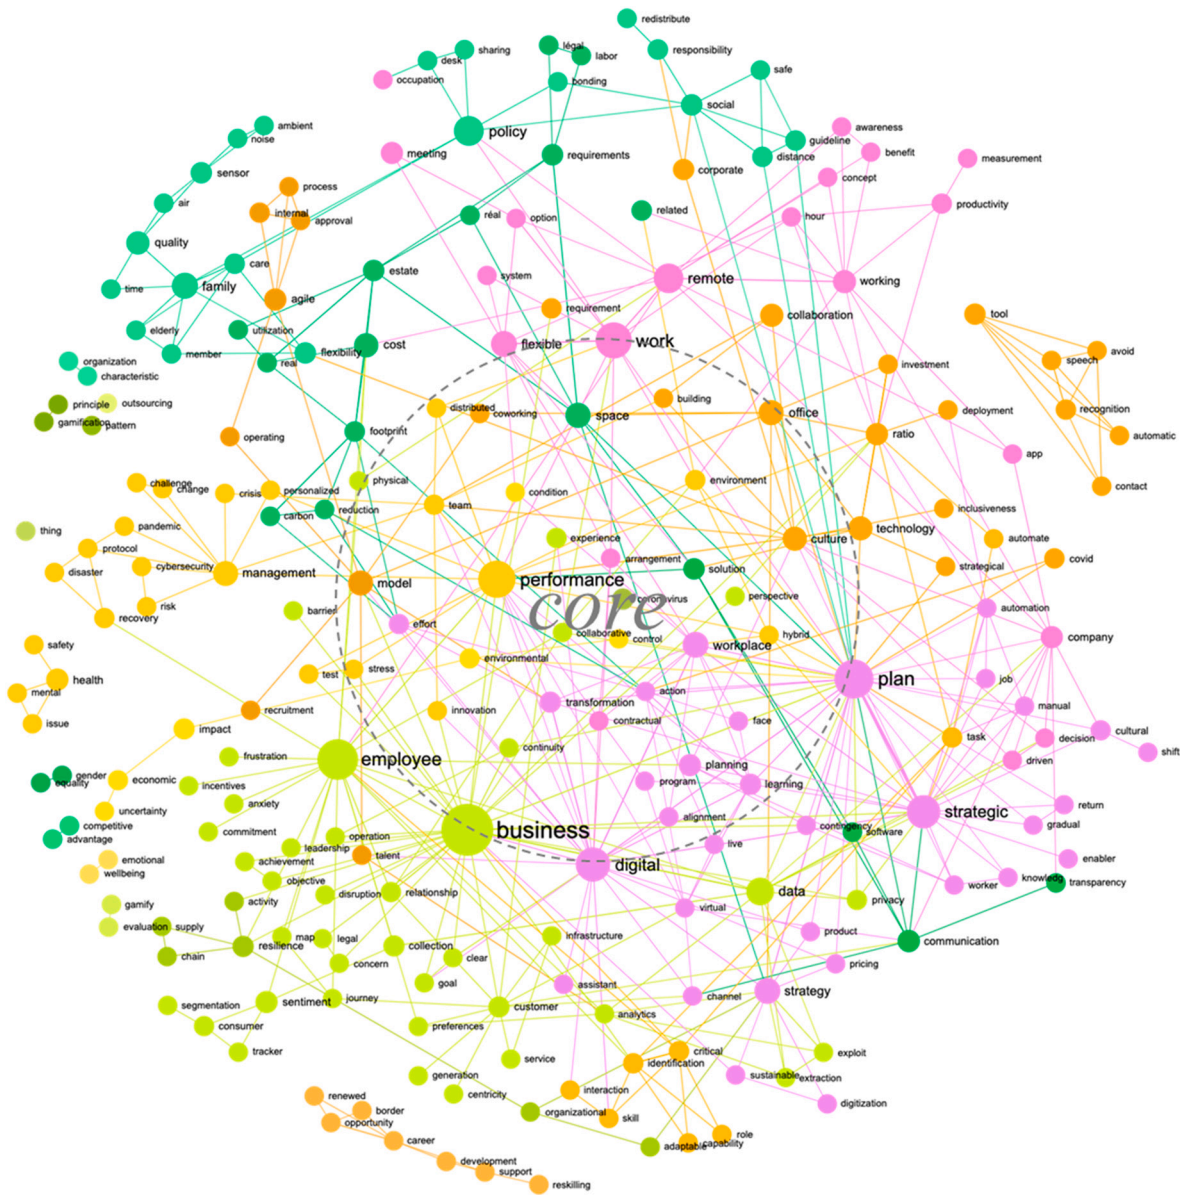 redistribute
légal
sharing
responsibility
labor
desk
safe
occupation
bonding
social
ambient
awareness
policy
noise
guideline
meeting
requirements
benefit
distance
measurement
corporate
sensor
concept
process
air
productivity
internal
related
réal
option
hour
approval
quality
care
estate
system
remote
working
family
time
agile
requirement
collaboration
tool
elderly
utilization
flexible
work
cost
member
flexibility
avoid
organization
real
speech
investment
characteristic
building
principle
outsourcing
distributed
coworking
space
office
deployment
recognition
gamification
pattern
operating
footprint
ratio
automatic
app
challenge
change
crisis
personalized
physical
condition
environment
contact
team
reduction
carbon
inclusiveness
thing
pandemic
technology
experience
culture
automate
protocol
arrangement
covid
disaster
cybersecurity
management
model
performance
solution
strategical
core
coronavirus
perspective
risk
barrier
automation
recovery
effort
collaborative
control
hybrid
company
safety
workplace
environmental
health
test
stress
plan
job
mental
action
transformation
issue
recruitment
innovation
contractual
face
manual
impact
task
decision
cultural
frustration
continuity
shift
employee
planning
driven
gender
equality
economic
incentives
program
learning
anxiety
return
uncertainty
strategic
competitive
commitment
business
alignment
contingency
gradual
advantage
operation
software
leadership
live
emotional
achievement
talent
digital
enabler
wellbeing
objective
knowledg
transparency
worker
disruption
relationship
data
gamify
activity
privacy
virtual
evaluation
supply
map
legal
infrastructure
product
resilience
collection
communication
chain
concern
clear
pricing
goal
assistant
strategy
segmentation
sentiment
journey
customer
channel
analytics
consumer
preferences
tracker
service
critical
exploit
identification
generation
sustainable
extraction
renewed
centricity
interaction
border
organizational
digitization
opportunity
skill
career
role
adaptable
capability
development
support
reskilling